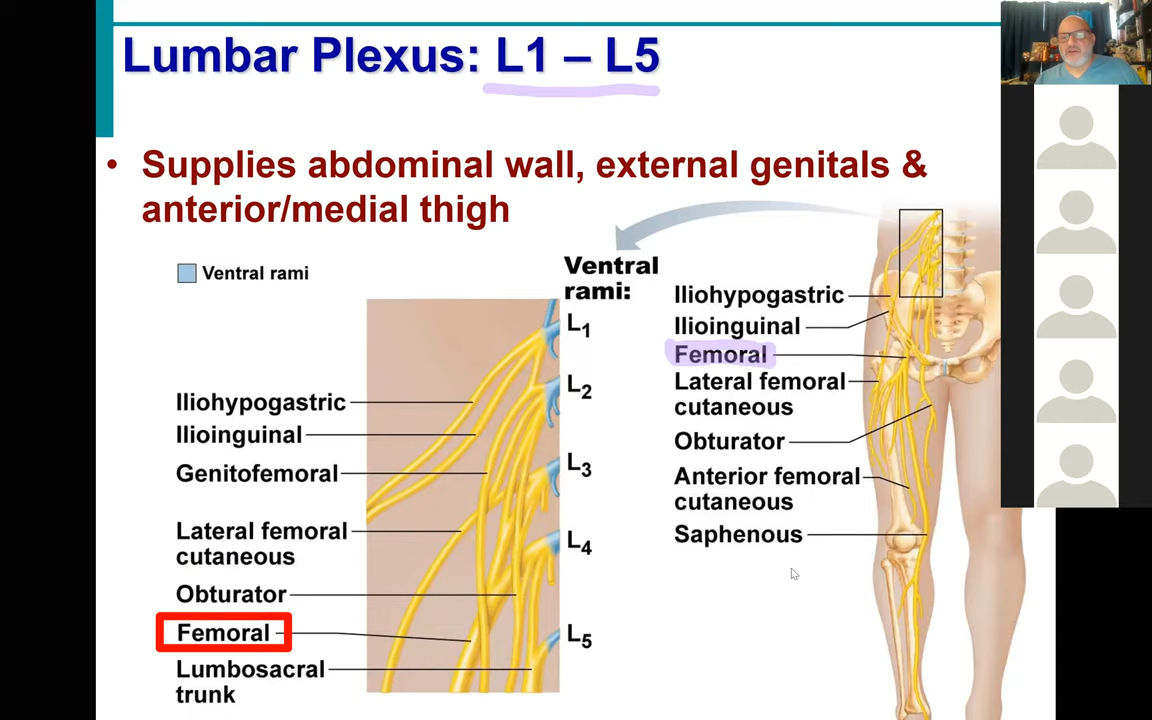 Lumbar Plexus: L1 – L5
• Supplies abdominal wall, external genitals &
anterior/medial thigh
Ventral rami
Ventral
rami:
L1
L2
L3
L4
L5
Iliohypogastric
Ilioinguinal
Genitofemoral
Lateral femoral
cutaneous
Obturator
Femoral
Lumbosacral
trunk
Iliohypogastric
Ilioinguinal
Femoral
Lateral femoral
cutaneous
Obturator
Anterior femoral
cutaneous
Saphenous